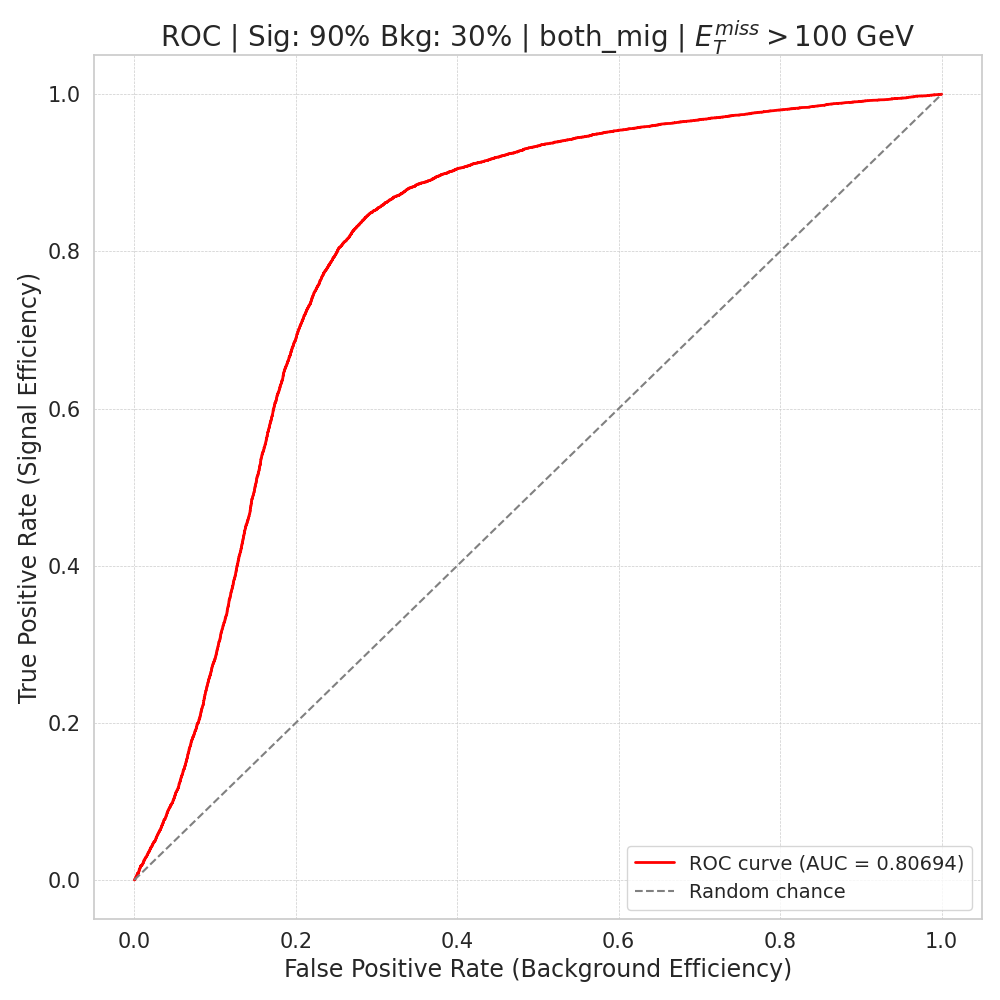 ROC | Sig: 90% Bkg: 30% | both_mig | $E_T^{miss} > 100$ GeV
1.0
0.8
0.6
0.4
0.2
0.0
True Positive Rate (Signal Efficiency)
ROC curve (AUC = 0.80694)
Random chance
0.0 0.2 0.4 0.6 0.8 1.0
False Positive Rate (Background Efficiency)